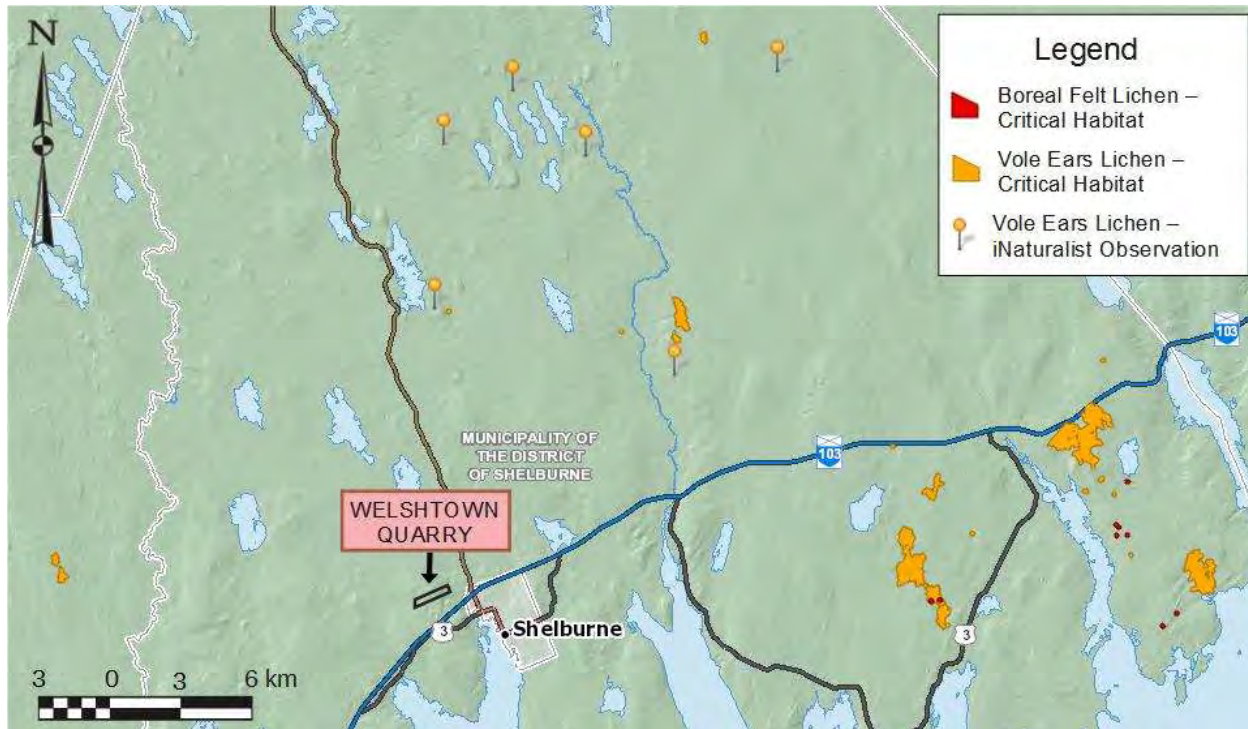 N
Legend
Boreal Felt Lichen –
Critical Habitat
Vole Ears Lichen –
Critical Habitat
Vole Ears Lichen –
iNaturalist Observation
103
MUNICIPALITY OF
THE DISTRICT
OF SHELBURNE
103
WELSHTOWN
QUARRY
3
Shelburne
3
3 0 3 6 km